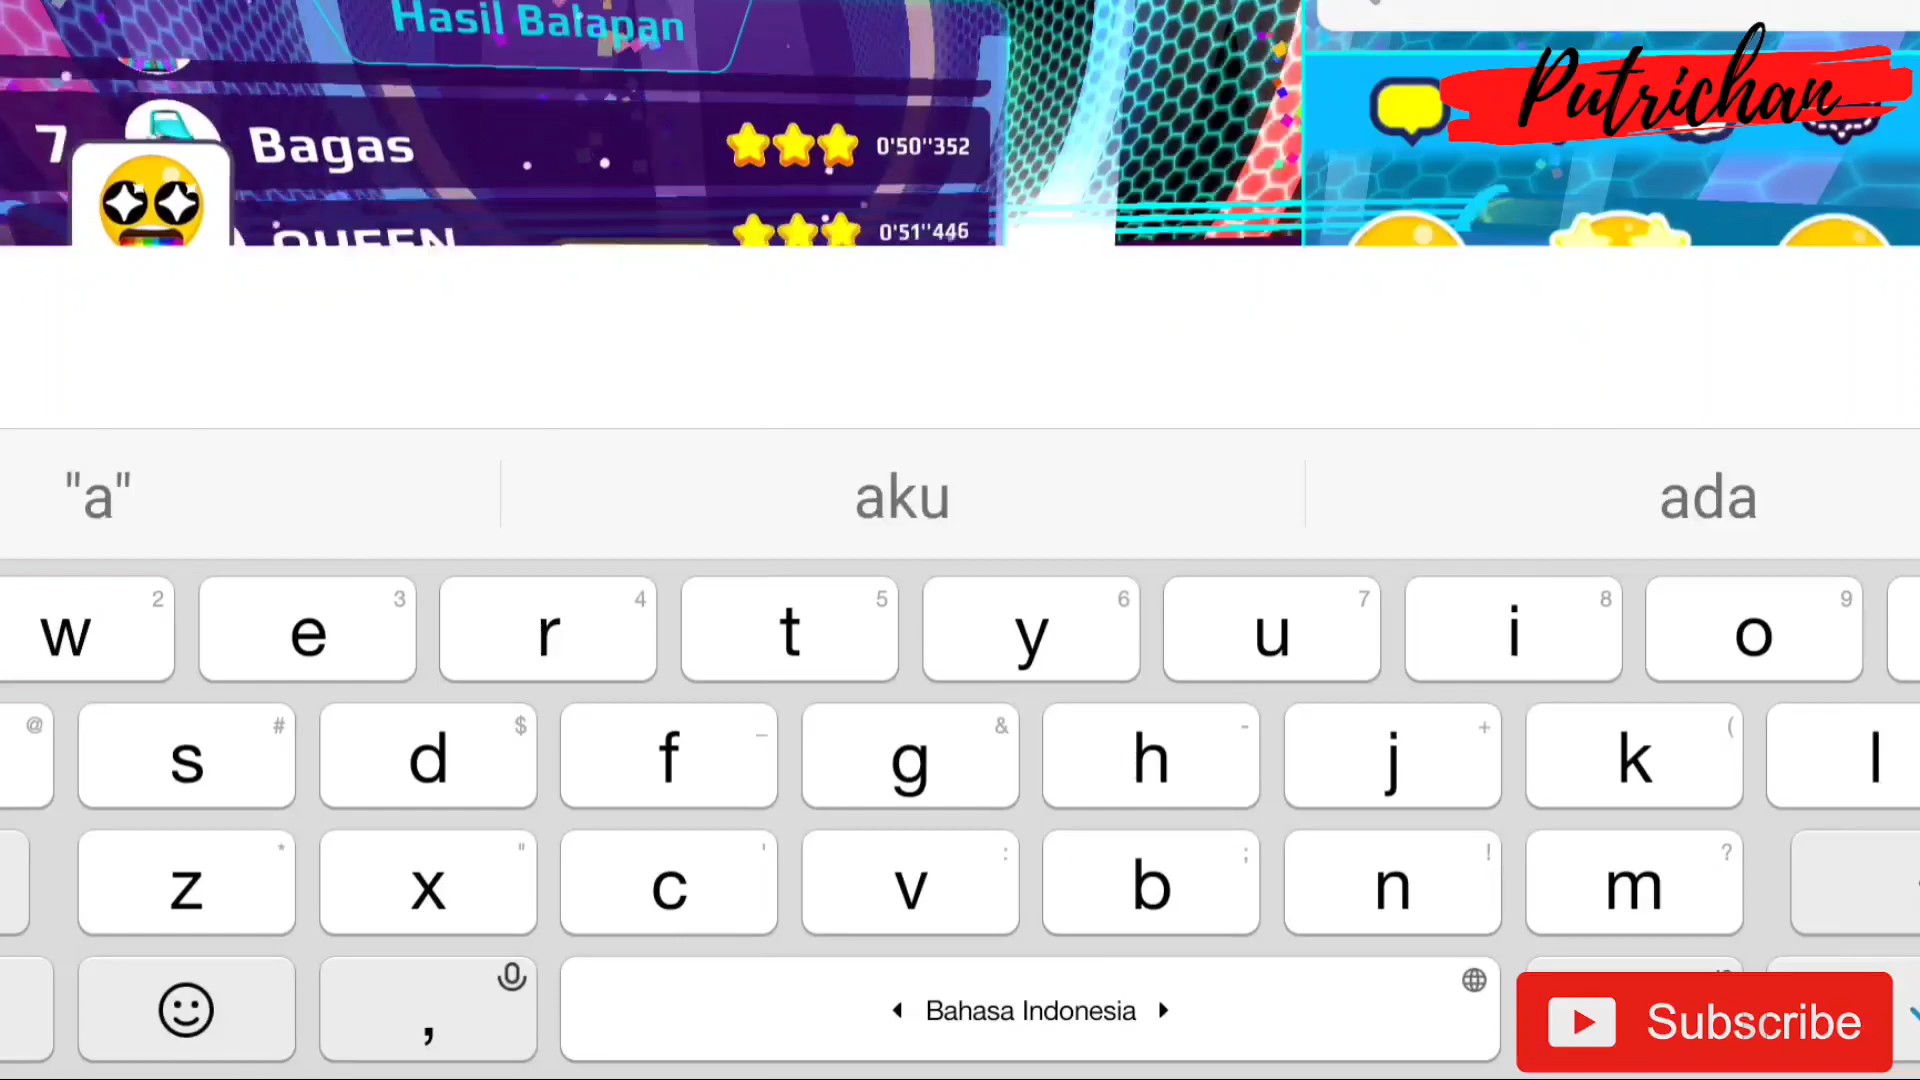 Hasil Balapan
Putrichan
7 Bagas 0'50''352
QUEEN 0'51''446
"a" aku ada
w 2 e 3 r 4 t 5 y 6 u 7 i 8 o 9
@ s # d $ f _ g & h - j + k ( l
z * x " c ' v : b ; n ! m ?
, Bahasa Indonesia
Subscribe